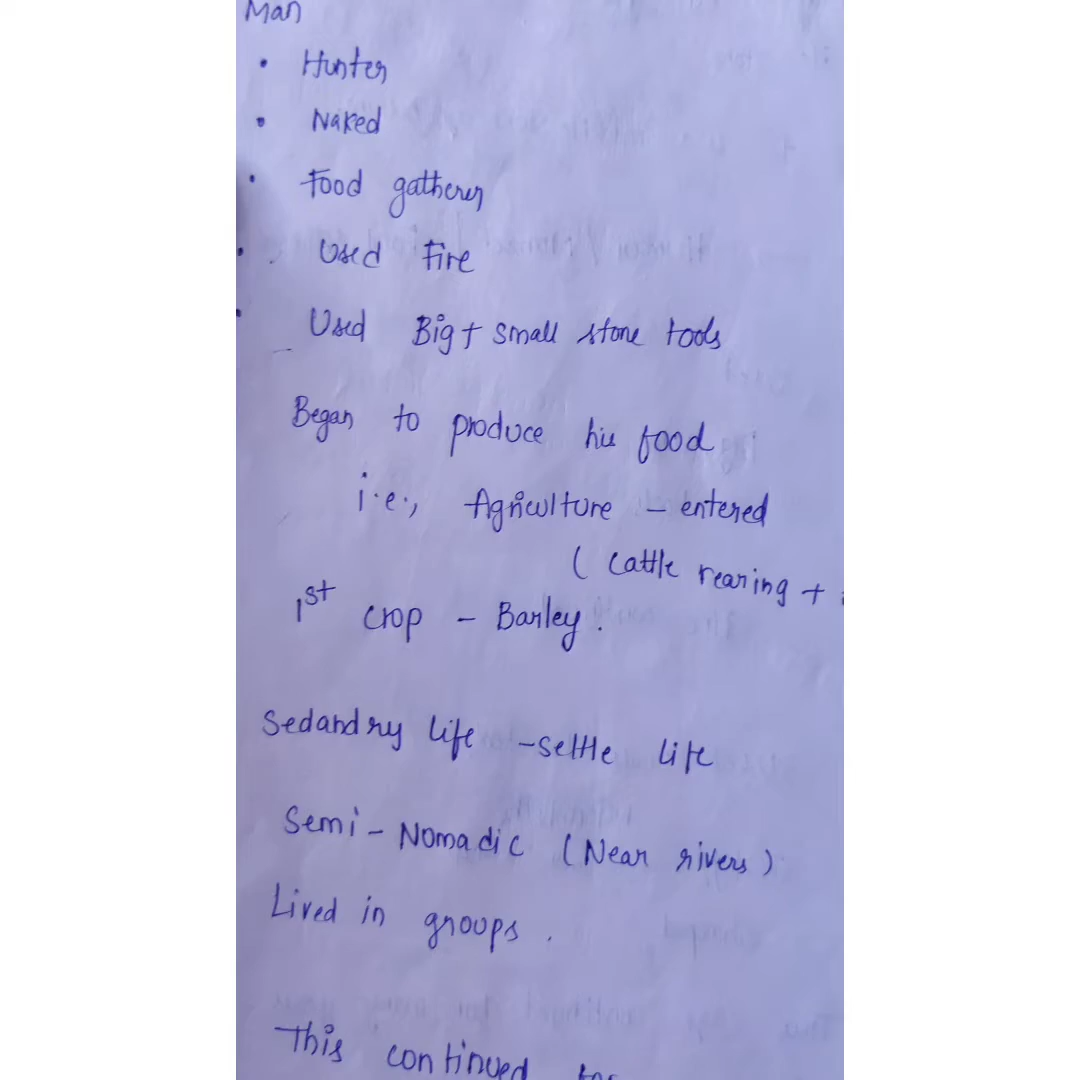 Man
• Hunter
• Naked
• Food gatherer
• Used Fire
• Used Big + small stone tools
Began to produce his food
i.e., Agriculture – entered
( cattle rearing +
1st crop – Barley.
Sedandry life – settle life
Semi – Nomadic (Near rivers)
Lived in groups.
This continued for